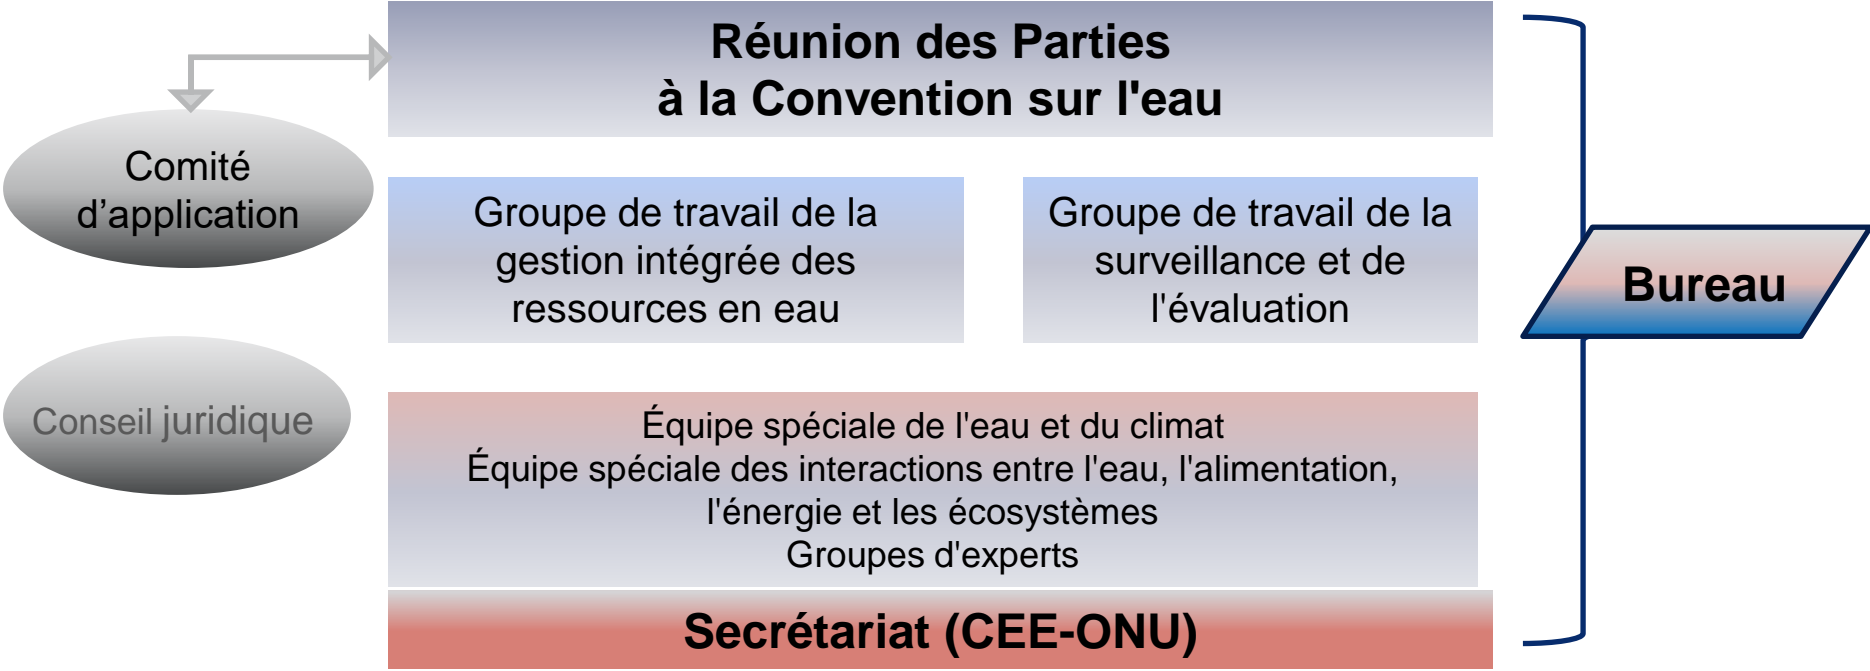 Réunion des Parties
à la Convention sur l'eau
Comité
d’application
Groupe de travail de la
gestion intégrée des
ressources en eau
Groupe de travail de la
surveillance et de
l'évaluation
Bureau
Conseil juridique
Équipe spéciale de l'eau et du climat
Équipe spéciale des interactions entre l'eau, l'alimentation,
l'énergie et les écosystèmes
Groupes d'experts
Secrétariat (CEE-ONU)